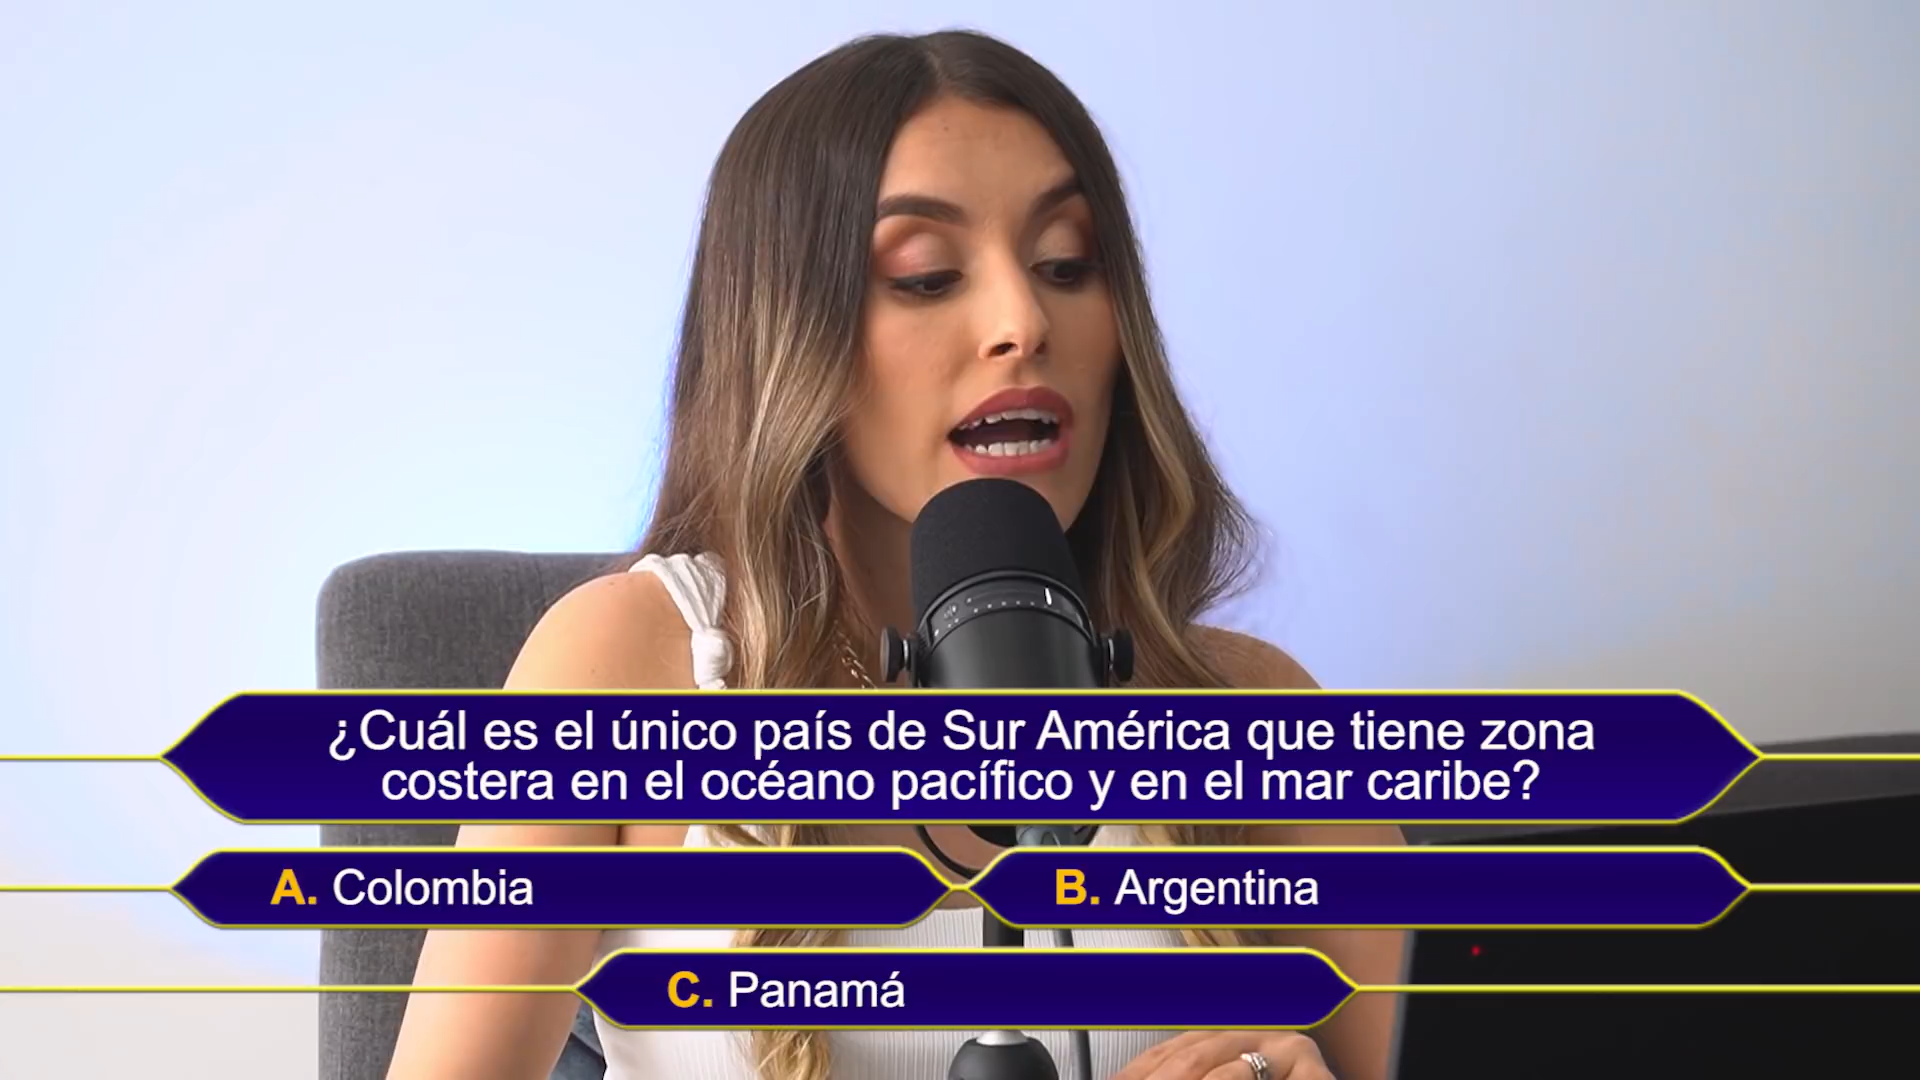 ¿Cuál es el único país de Sur América que tiene zona
costera en el océano pacífico y en el mar caribe?
A. Colombia
B. Argentina
C. Panamá